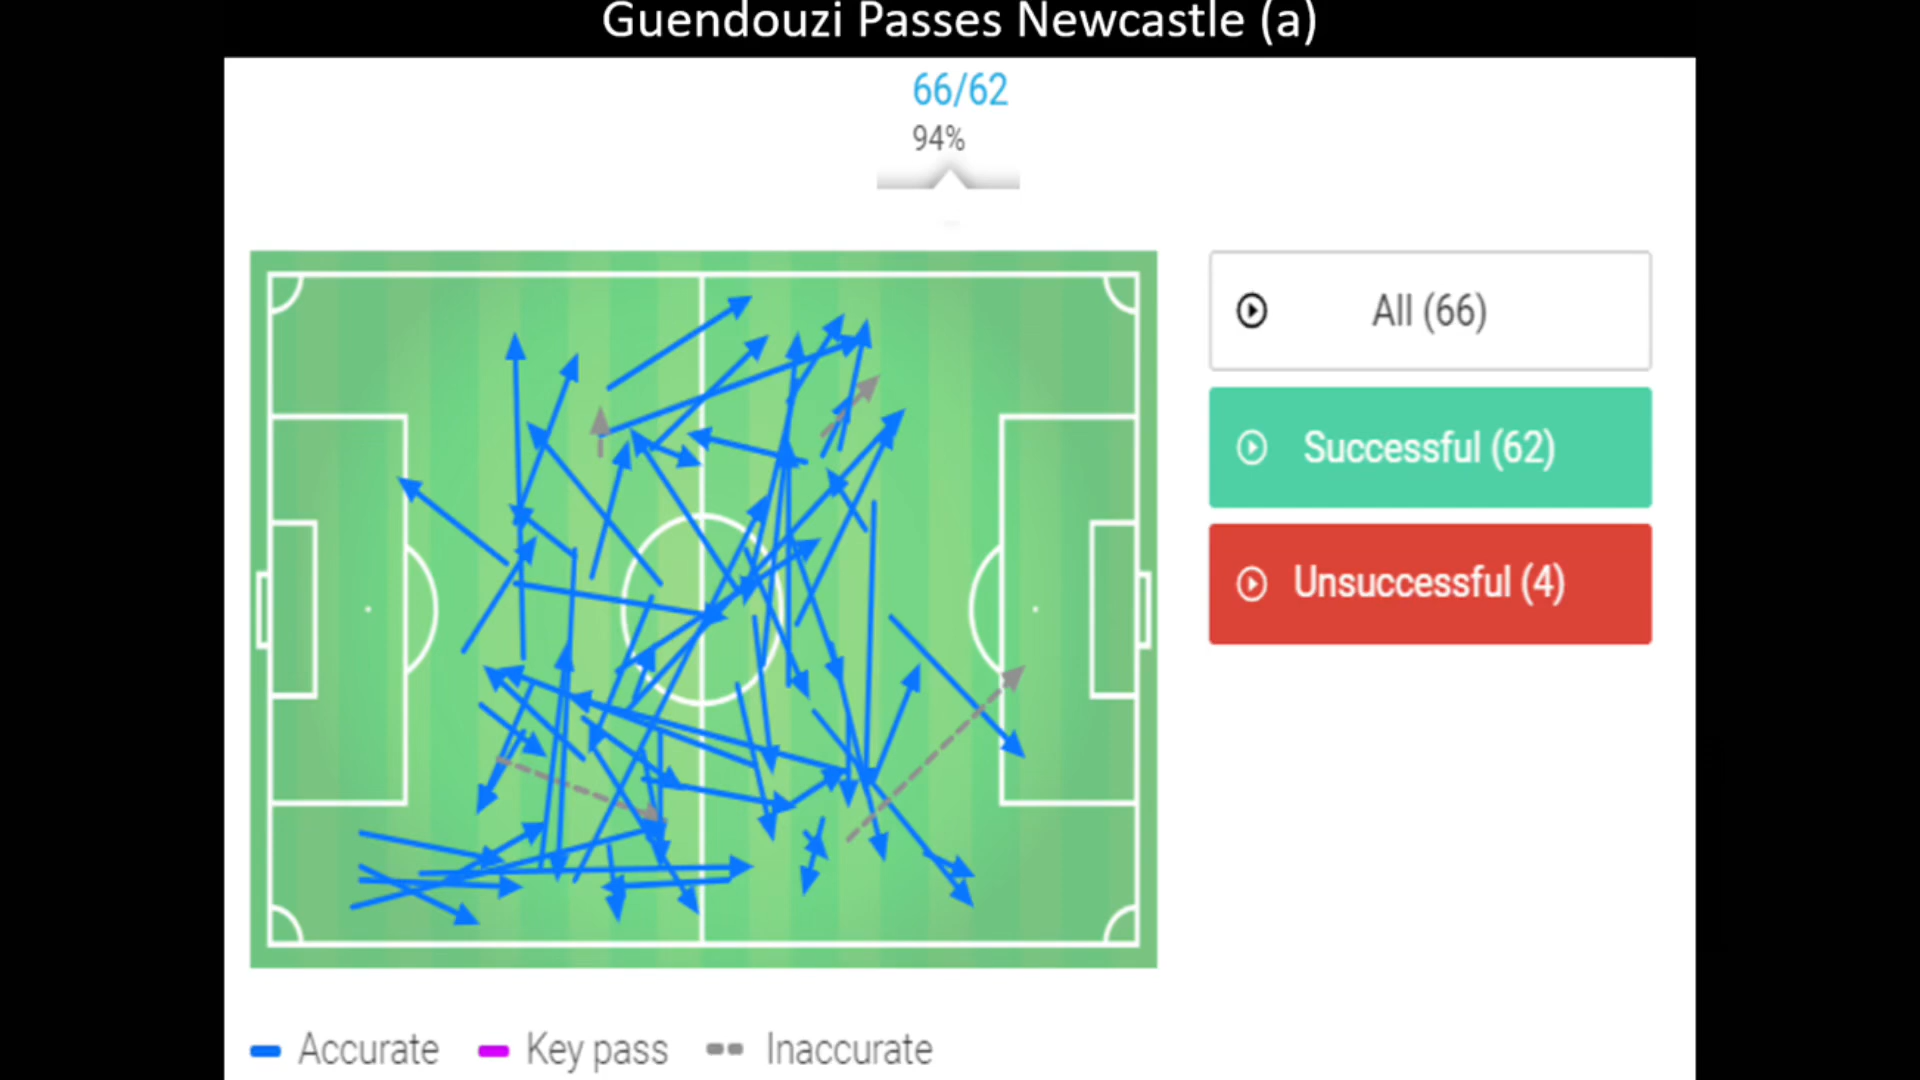 Guendouzi Passes Newcastle (a)
66/62
94%
All (66)
Successful (62)
Unsuccessful (4)
Accurate Key pass Inaccurate